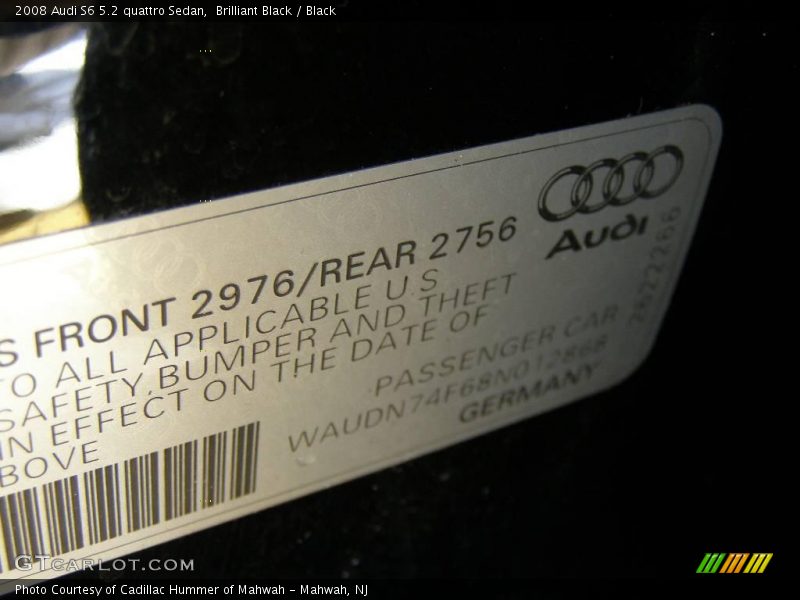 2008 Audi S6 5.2 quattro Sedan,  Brilliant Black / Black
Audi
S FRONT 2976/REAR 2756
TO ALL APPLICABLE U.S
SAFETY,BUMPER AND THEFT
IN EFFECT ON THE DATE OF
BOVE
PASSENGER CAR
WAUDN74F68N012868
GERMANY
2622266
GTCARLOT.COM
Photo Courtesy of Cadillac Hummer of Mahwah – Mahwah, NJ